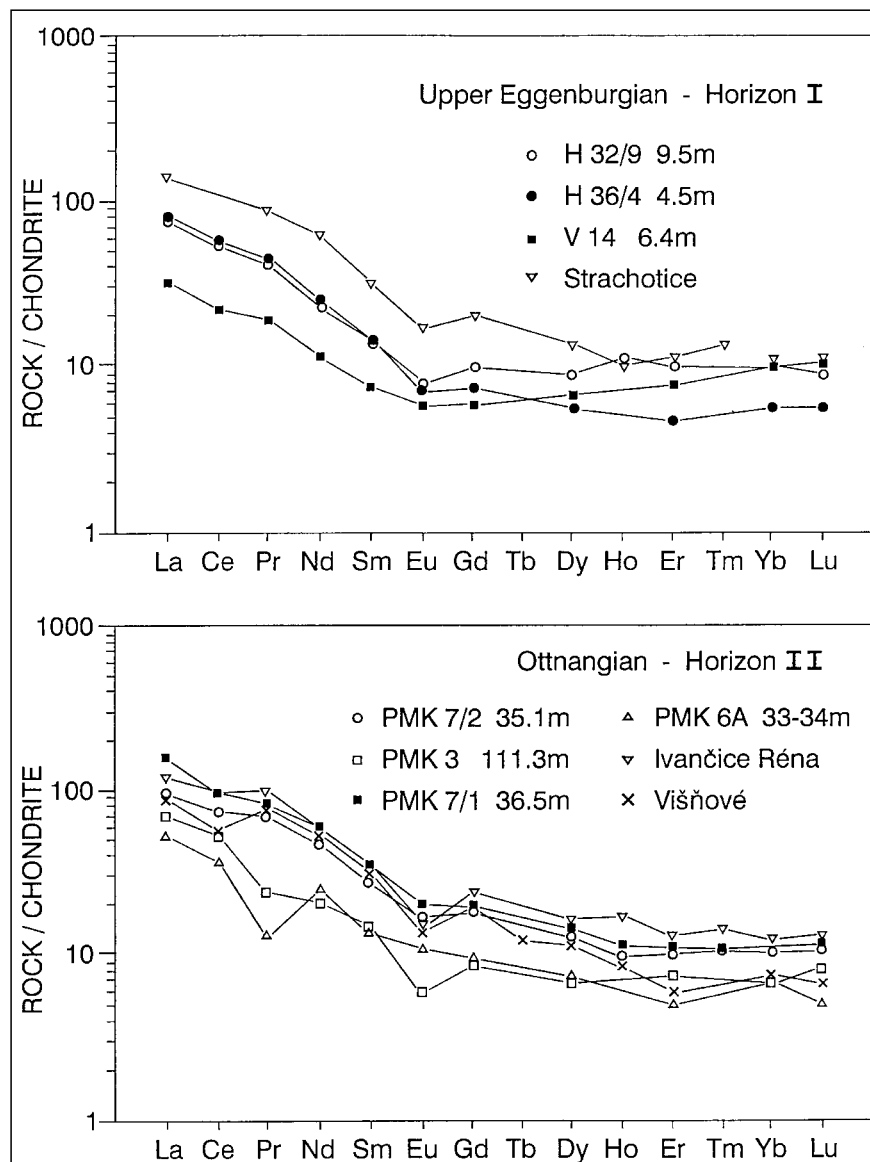 1000
100
10
1
ROCK / CHONDRITE
Upper Eggenburgian - Horizon I
H 32/9 9.5m
H 36/4 4.5m
V 14 6.4m
Strachotice
La Ce Pr Nd Sm Eu Gd Tb Dy Ho Er Tm Yb Lu
1000
100
10
1
ROCK / CHONDRITE
Ottnangian - Horizon II
PMK 7/2 35.1m
PMK 3 111.3m
PMK 7/1 36.5m
PMK 6A 33-34m
Ivančice Réna
Višňové
La Ce Pr Nd Sm Eu Gd Tb Dy Ho Er Tm Yb Lu